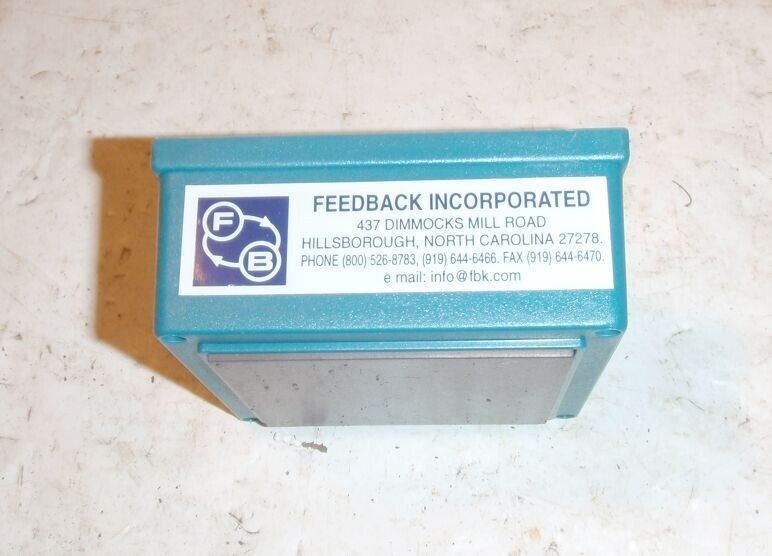 F
B
FEEDBACK INCORPORATED
437 DIMMOCKS MILL ROAD
HILLSBOROUGH, NORTH CAROLINA 27278.
PHONE (800) 526-8783, (919) 644-6466. FAX (919) 644-6470.
e mail: info@fbk.com